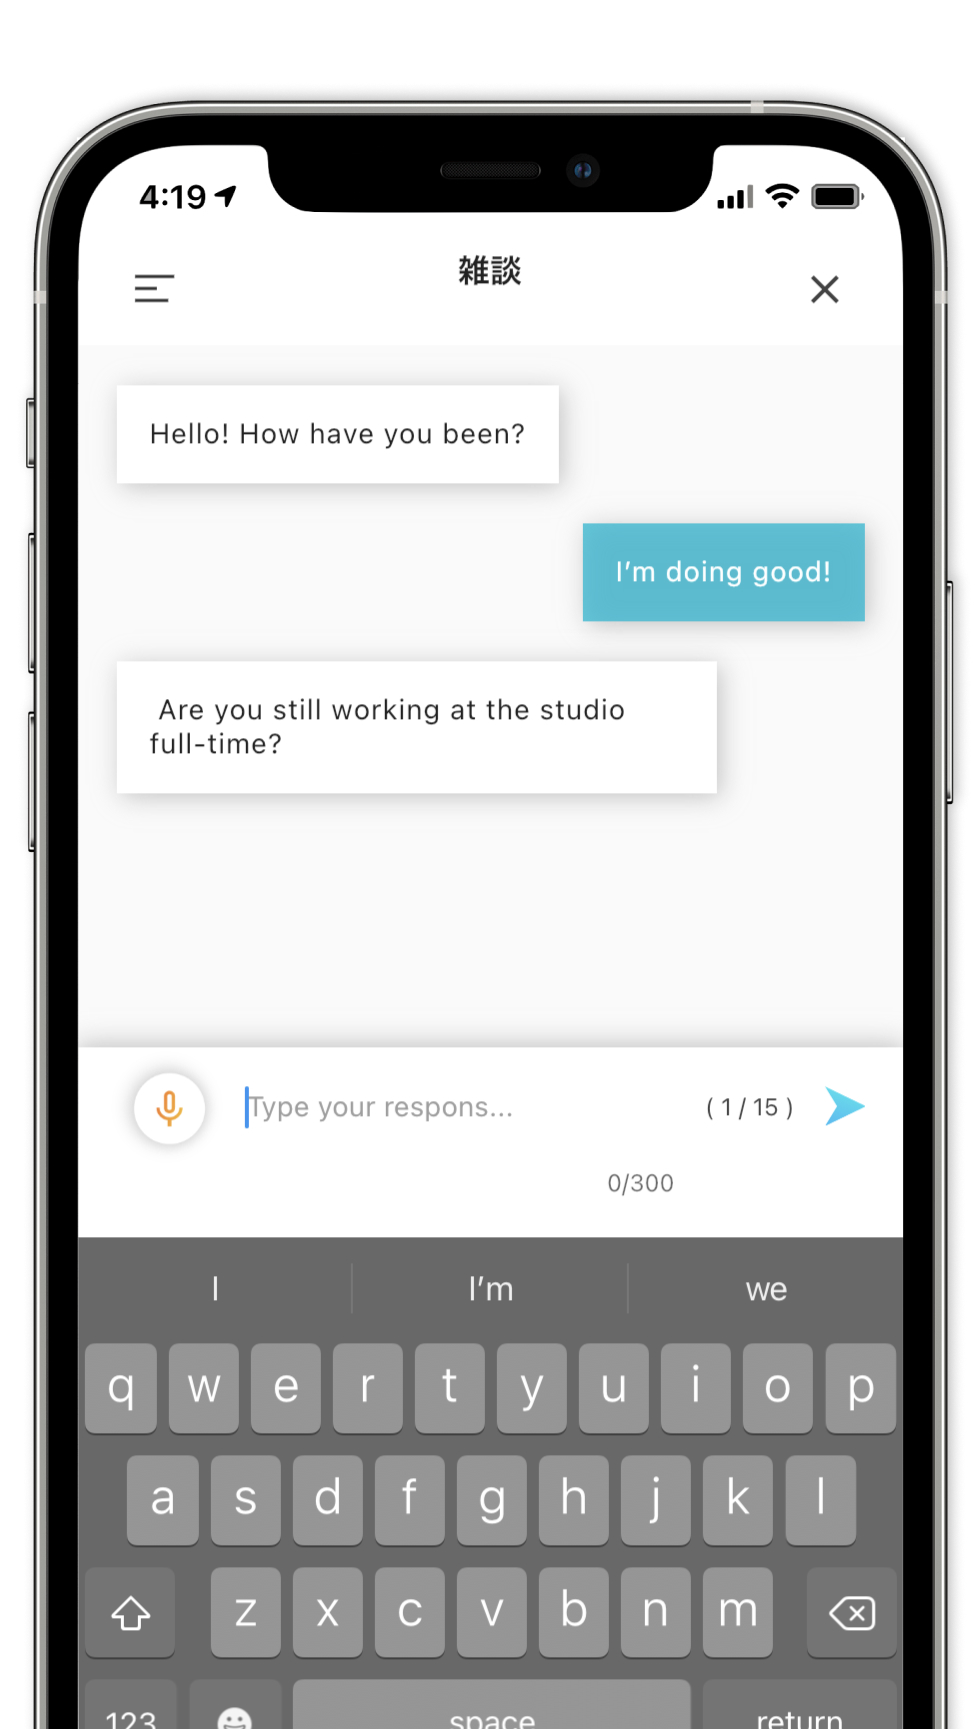 4:19
雑談
Hello! How have you been?
I'm doing good!
Are you still working at the studio
full-time?
Type your respons...
( 1 / 15 )
0/300
I
I'm
we
q w e r t y u i o p
a s d f g h j k l
z x c v b n m
123
space
return